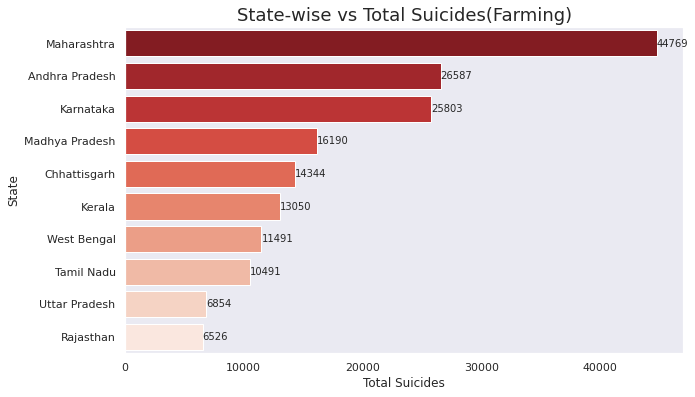 State-wise vs Total Suicides(Farming)
Maharashtra 44769
Andhra Pradesh 26587
Karnataka 25803
Madhya Pradesh 16190
Chhattisgarh 14344
State
Kerala 13050
West Bengal 11491
Tamil Nadu 10491
Uttar Pradesh 6854
Rajasthan 6526
0 10000 20000 30000 40000
Total Suicides